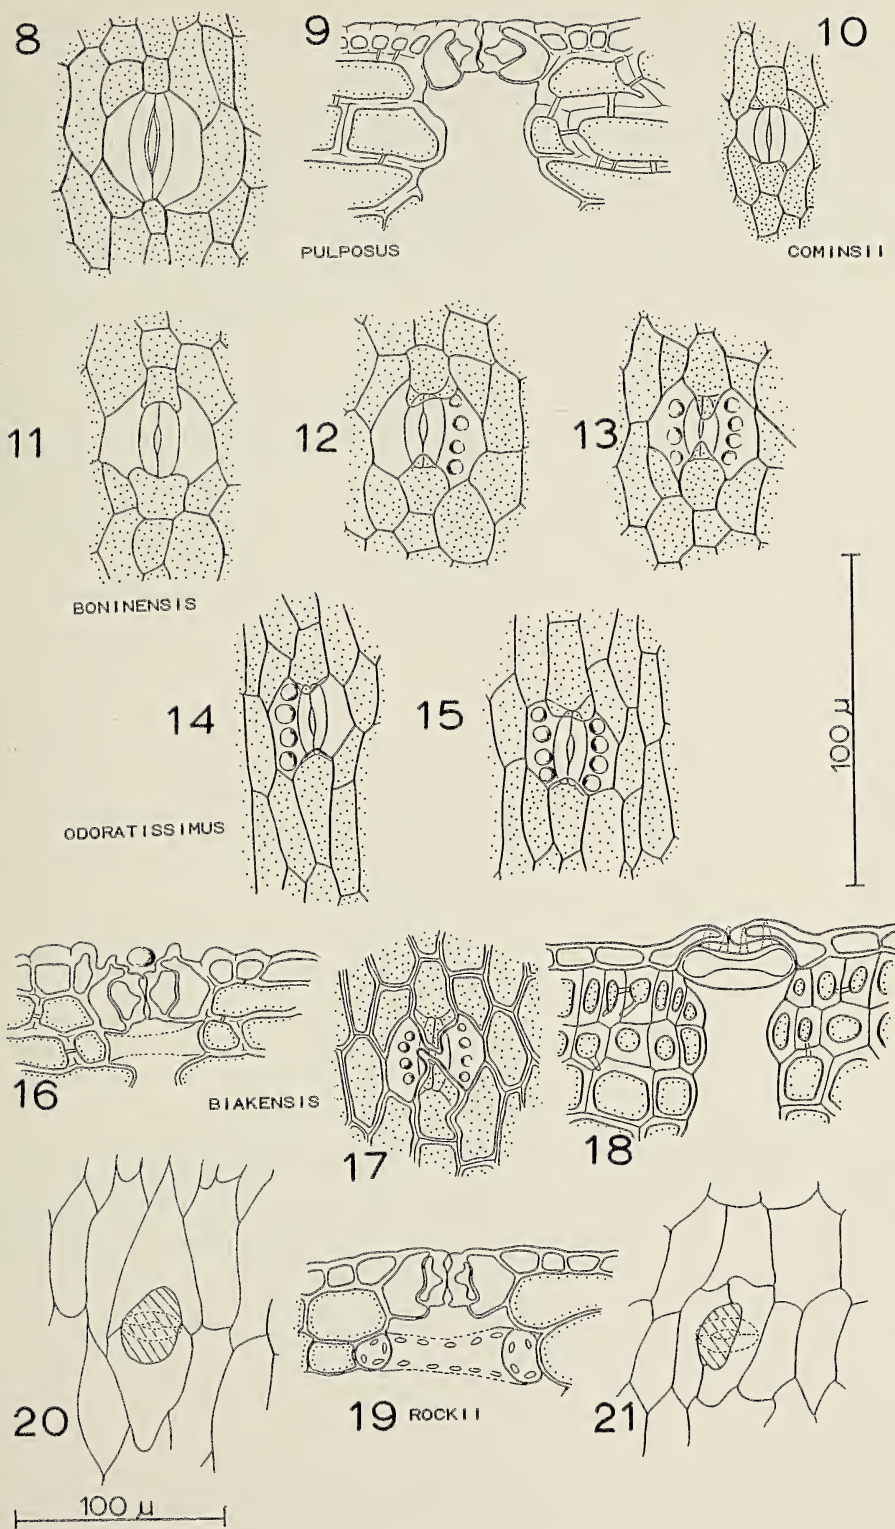 8
9
10
PULPOSUS
COMINSII
11
12
13
BONINENSIS
14
15
100 μ
ODORATISSIMUS
16
BIAKENSIS
17
18
20
19 ROCKII
21
100 μ